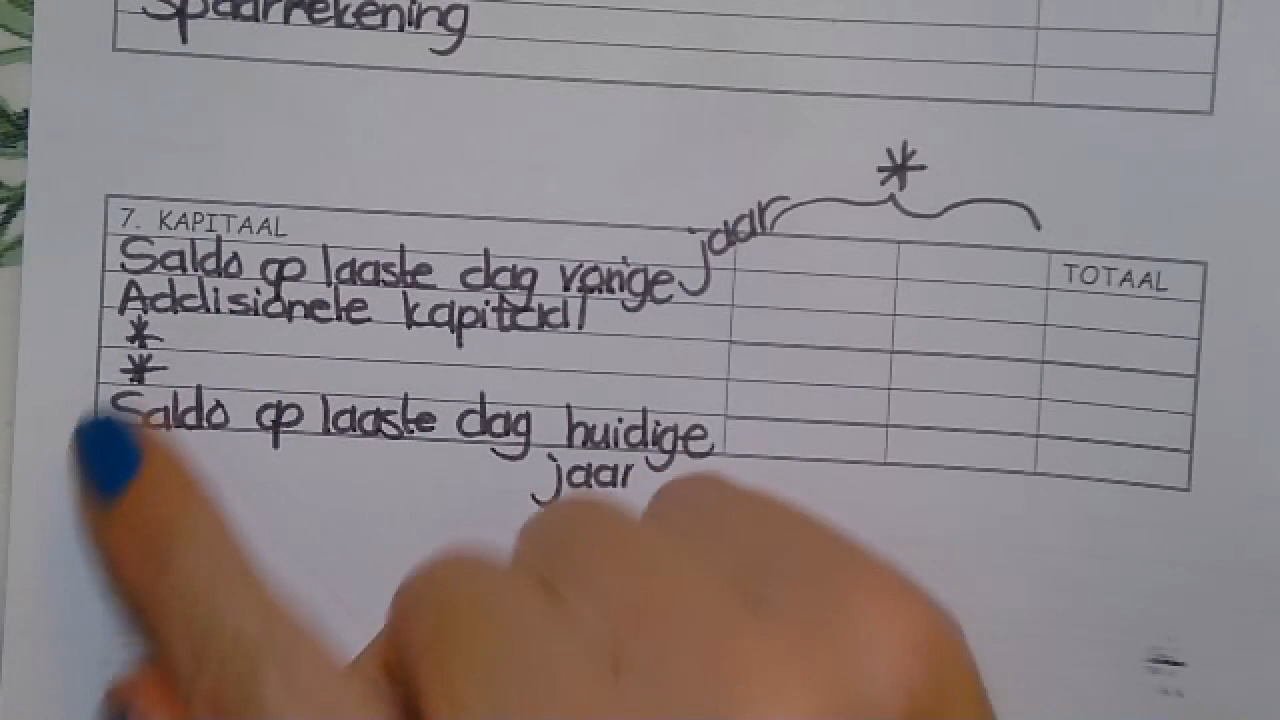 Spaarrekening
*
7. KAPITAAL
Saldo op laaste dag vorige jaar
TOTAAL
Addisionele kapitaal
*
*
Saldo op laaste dag huidige
jaar